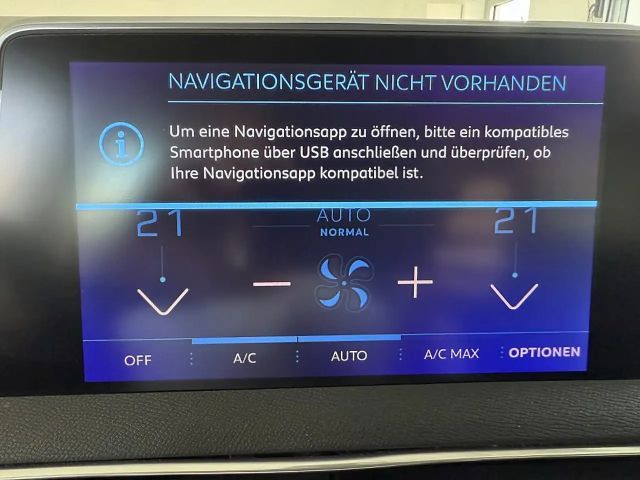 NAVIGATIONSGERÄT NICHT VORHANDEN
Um eine Navigationsapp zu öffnen, bitte ein kompatibles
Smartphone über USB anschließen und überprüfen, ob
Ihre Navigationsapp kompatibel ist.
21 AUTO 21
NORMAL
OFF A/C AUTO A/C MAX OPTIONEN